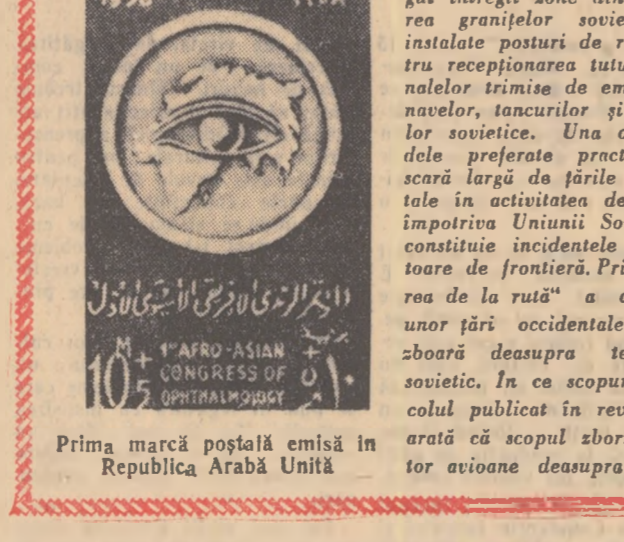 1ST AFRO-ASIAN
CONGRESS OF
OPHTHALMOLOGY
10 M + 5
Prima marcă poștală emisă in
Republica Arabă Unită
rea granițelor sovie
instalate posturi de r
tru recepționarea tutu
nalelor trimise de em
navelor, tancurilor și
lor sovietice. Una
dele preferate pract
scară largă de țările
tale în activitatea de
împotriva Uniunii So
constituie incidentele
toare de frontieră. Pri
rea de la rută“ a
unor țări occidentale
zboară deasupra te
sovietic. În ce scopur
colul publicat în rev
arată că scopul zbor
tor avioane deasupra